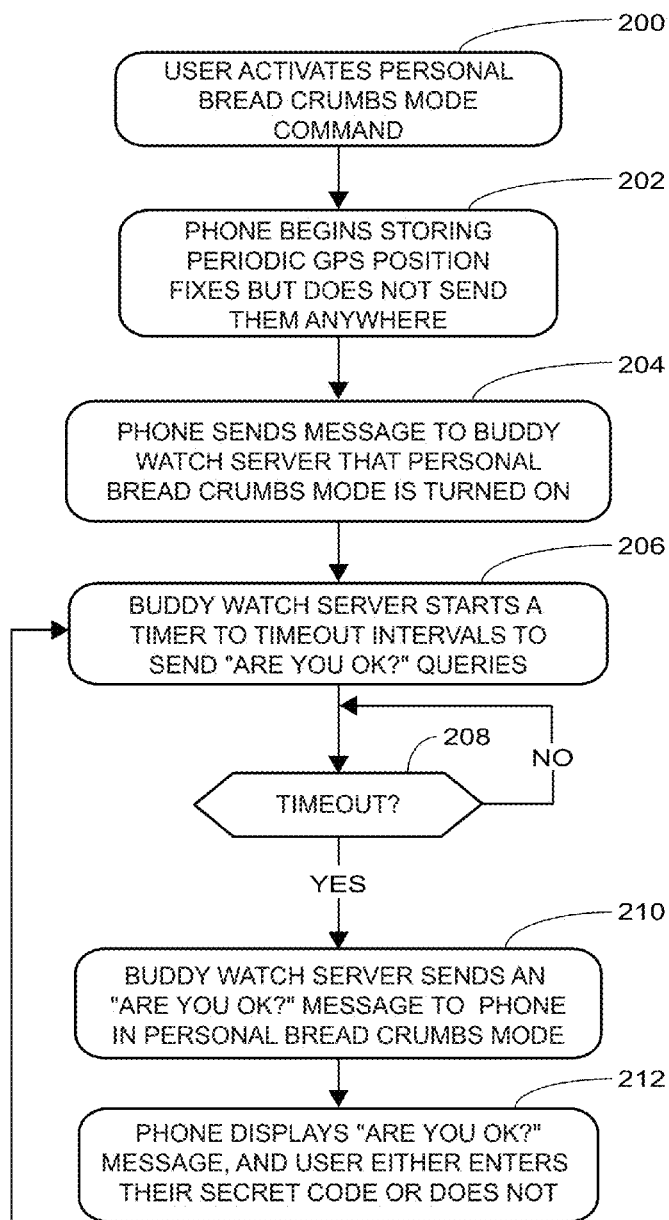 200
USER ACTIVATES PERSONAL
BREAD CRUMBS MODE
COMMAND
202
PHONE BEGINS STORING
PERIODIC GPS POSITION
FIXES BUT DOES NOT SEND
THEM ANYWHERE
204
PHONE SENDS MESSAGE TO BUDDY
WATCH SERVER THAT PERSONAL
BREAD CRUMBS MODE IS TURNED ON
206
BUDDY WATCH SERVER STARTS A
TIMER TO TIMEOUT INTERVALS TO
SEND "ARE YOU OK?" QUERIES
208
NO
TIMEOUT?
YES
210
BUDDY WATCH SERVER SENDS AN
"ARE YOU OK?" MESSAGE TO PHONE
IN PERSONAL BREAD CRUMBS MODE
212
PHONE DISPLAYS "ARE YOU OK?"
MESSAGE, AND USER EITHER ENTERS
THEIR SECRET CODE OR DOES NOT